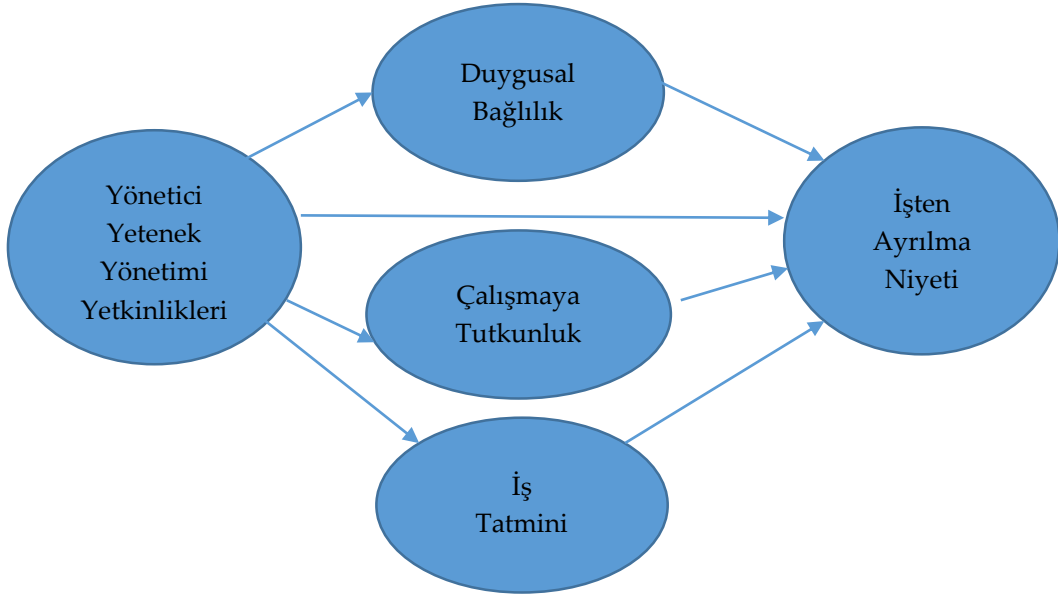 Duygusal
Bağlılık
Yönetici
Yetenek
Yönetimi
Yetkinlikleri
İşten
Ayrılma
Niyeti
Çalışmaya
Tutkunluk
İş
Tatmini